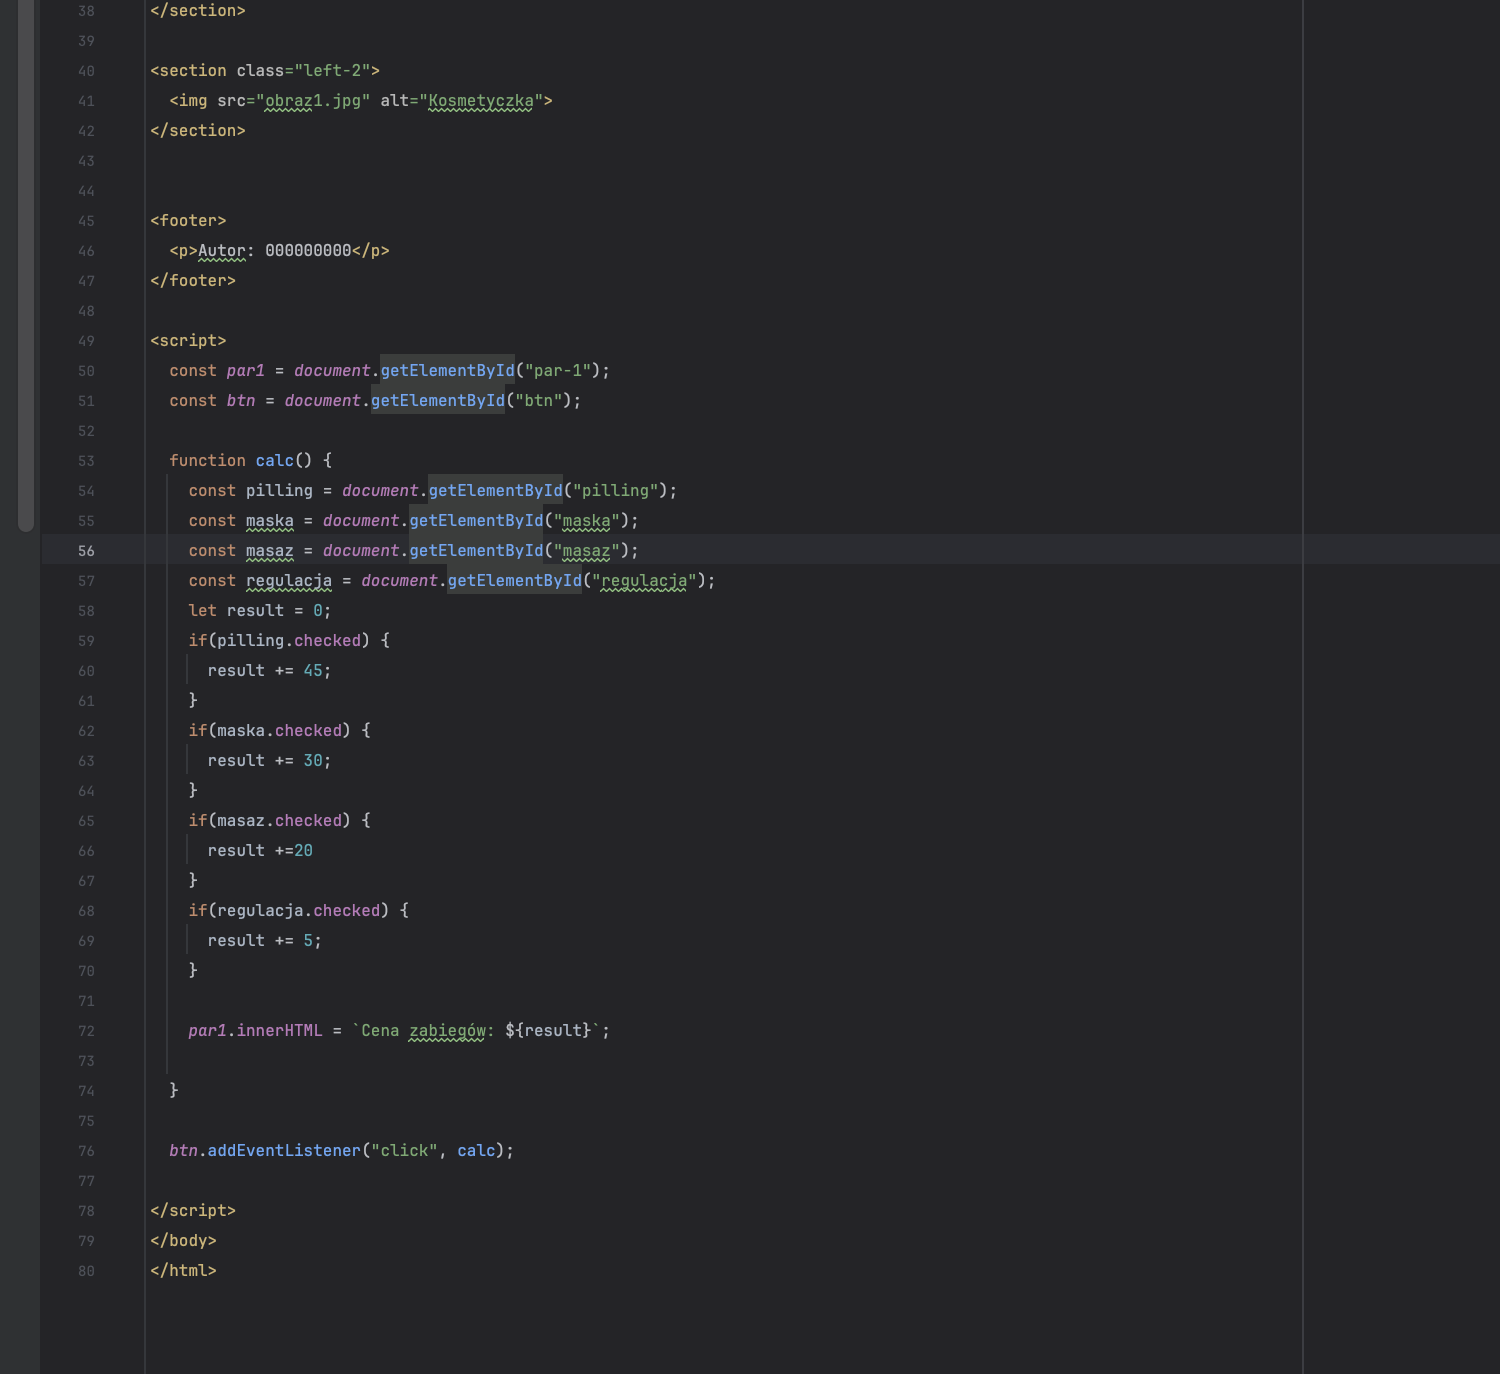 38 </section>
39
40 <section class="left-2">
41 <img src="obraz1.jpg" alt="Kosmetyczka">
42 </section>
43
44
45 <footer>
46 <p>Autor: 000000000</p>
47 </footer>
48
49 <script>
50 const par1 = document.getElementById("par-1");
51 const btn = document.getElementById("btn");
52
53 function calc() {
54 const pilling = document.getElementById("pilling");
55 const maska = document.getElementById("maska");
56 const masaz = document.getElementById("masaz");
57 const regulacja = document.getElementById("regulacja");
58 let result = 0;
59 if(pilling.checked) {
60 result += 45;
61 }
62 if(maska.checked) {
63 result += 30;
64 }
65 if(masaz.checked) {
66 result +=20
67 }
68 if(regulacja.checked) {
69 result += 5;
70 }
71
72 par1.innerHTML = `Cena zabiegów: ${result}`;
73
74 }
75
76 btn.addEventListener("click", calc);
77
78 </script>
79 </body>
80 </html>